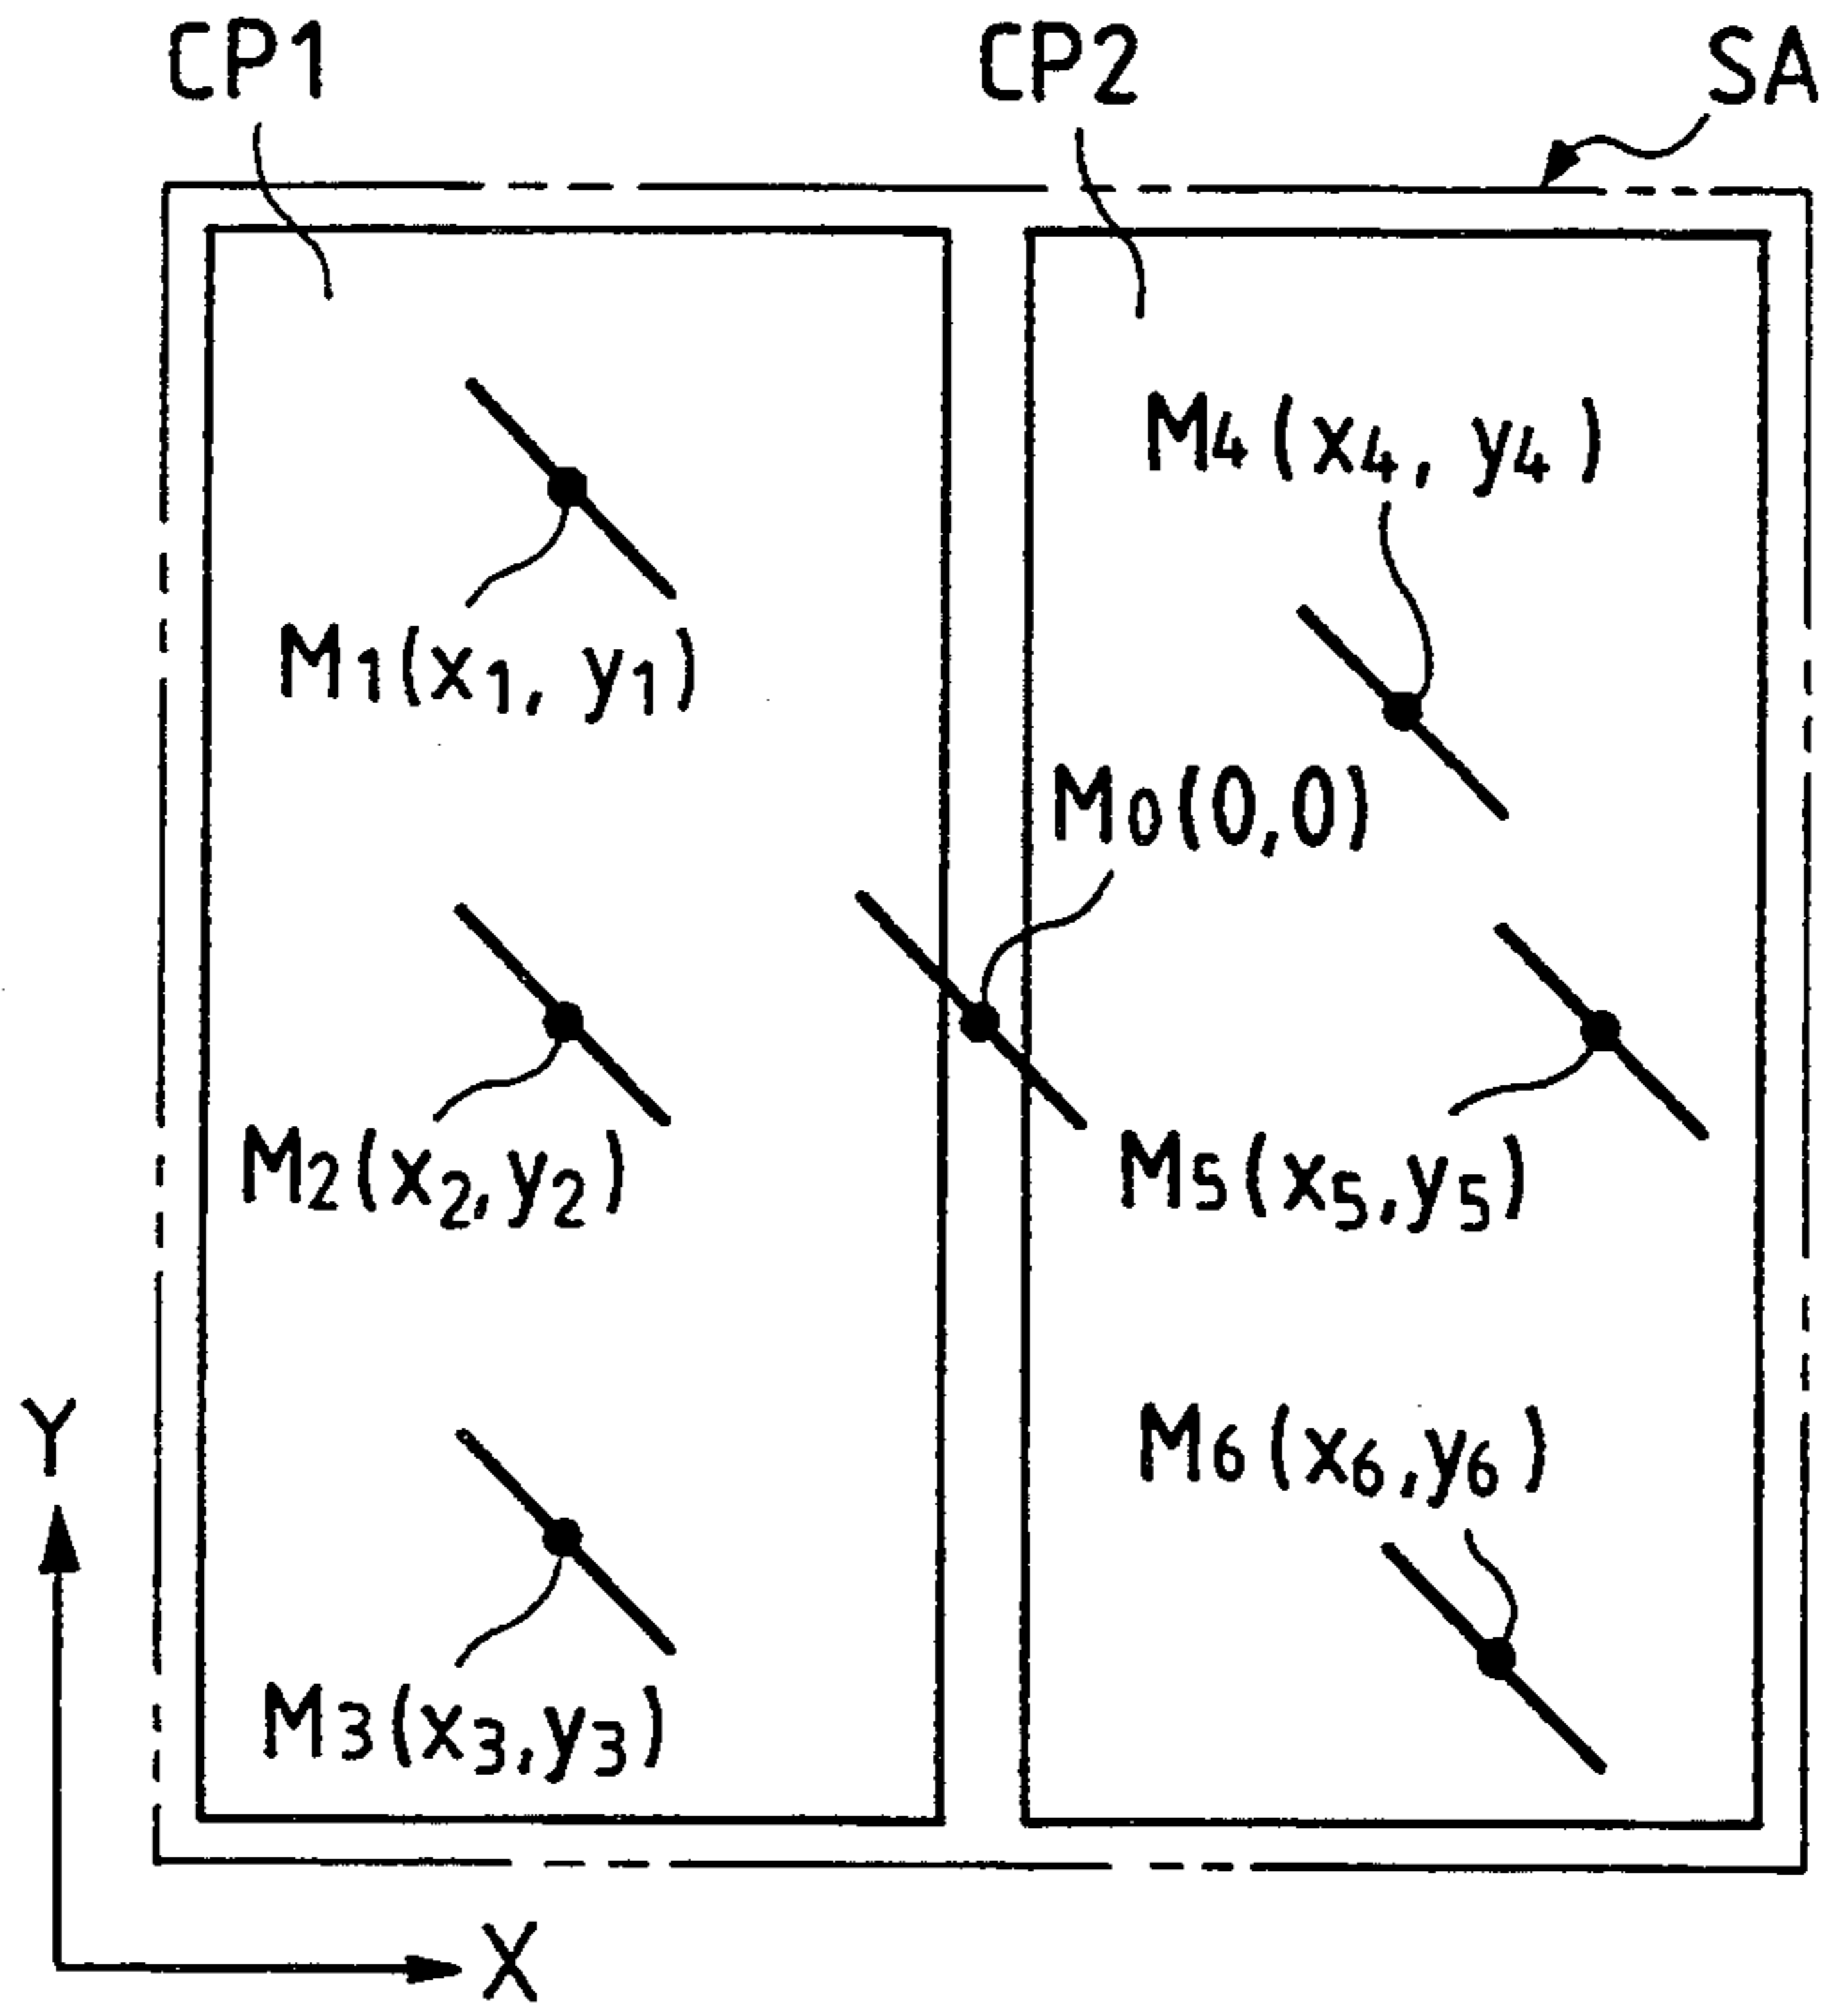 CP1
CP2
SA
M4(x4, y4)
M1(x1, y1)
M0(0,0)
M2(x2,y2)
M5(x5,y5)
M6(x6,y6)
Y
M3(x3,y3)
X